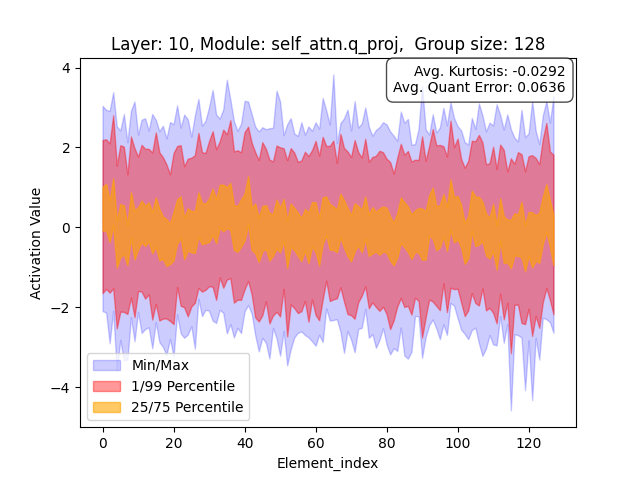 Layer: 10, Module: self_attn.q_proj,  Group size: 128
Avg. Kurtosis: -0.0292
Avg. Quant Error: 0.0636
Activation Value
4
2
0
−2
−4
Min/Max
1/99 Percentile
25/75 Percentile
0 20 40 60 80 100 120
Element_index